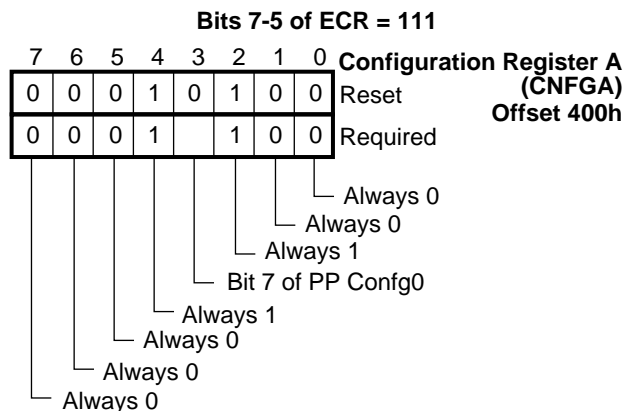 Bits 7-5 of ECR = 111
7 6 5 4 3 2 1 0 Configuration Register A
(CNFGA)
Offset 400h
0 0 0 1 0 1 0 0 Reset
0 0 0 1 1 0 0 Required
Always 0
Always 0
Always 1
Bit 7 of PP Confg0
Always 1
Always 0
Always 0
Always 0